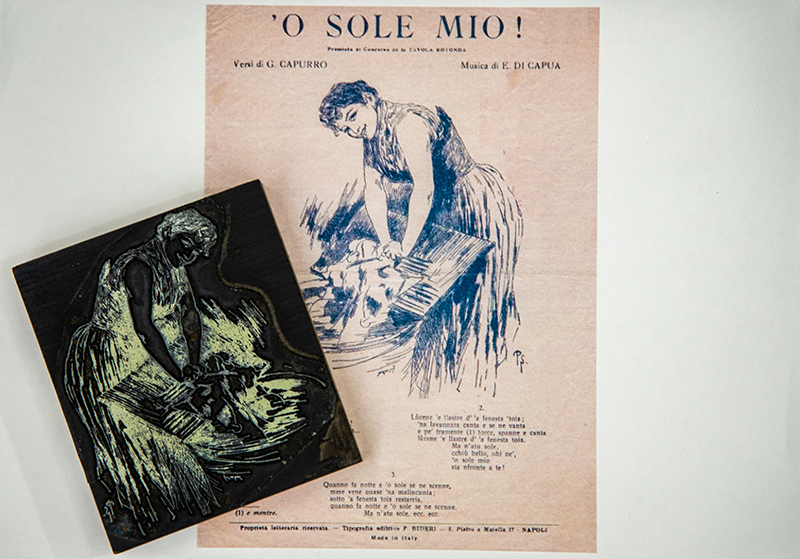 'O SOLE MIO!
Premiata al Concorso de la TAVOLA ROTONDA
Versi di G. CAPURRO
Musica di E. DI CAPUA
2.
Lùcene 'e llastre d' 'a fenesta 'toia;
'na lavannara canta e se ne vanta
e pe' tramente (1) torce, spanne e canta
lùcene 'e llastre d' 'a fenesta toia.
Ma n'atu sole,
cchiù bello, ohi ne',
'o sole mio
sta nfronte a te!
3.
Quanno fa notte e 'o sole se ne scenne,
mme vene quase 'na malincunia;
sotto 'a fenesta toia restarria,
quanno fa notte e 'o sole se ne scenne.
Ma n'atu sole, ecc. ecc.
(1) e mentre.
Proprietà letteraria riservata. — Tipografia editrice F. BIDERI — S. Pietro a Maiella 17 - NAPOLI
Made in Italy